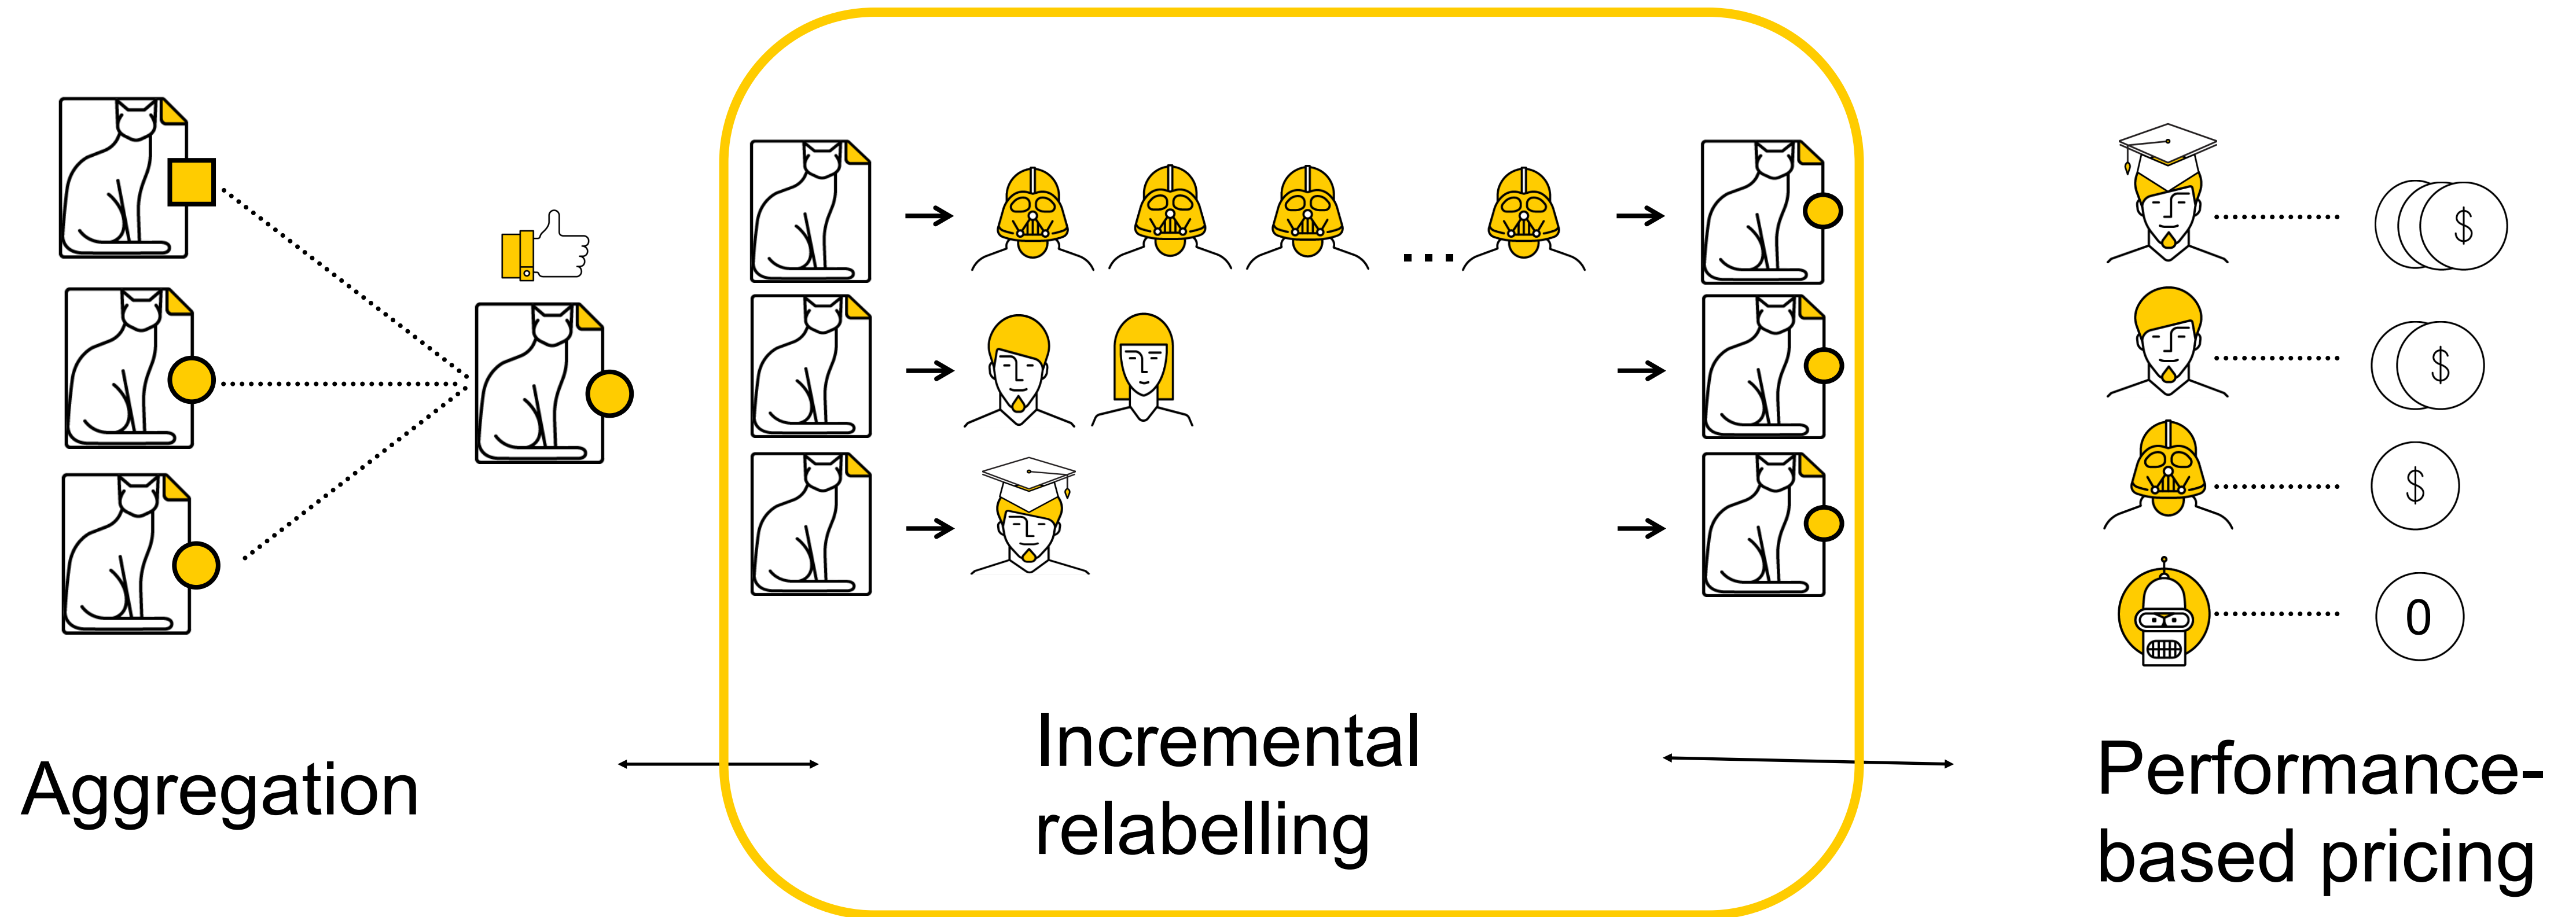 $
$
$
0
...
Aggregation
Incremental
relabelling
Performance-
based pricing